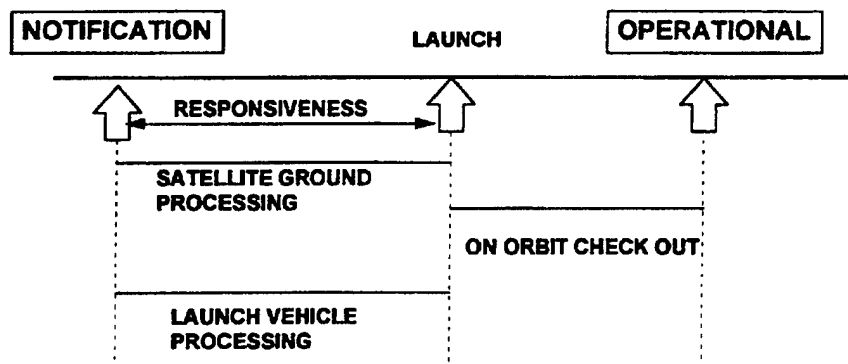 NOTIFICATION
LAUNCH
OPERATIONAL
RESPONSIVENESS
SATELLITE GROUND
PROCESSING
ON ORBIT CHECK OUT
LAUNCH VEHICLE
PROCESSING